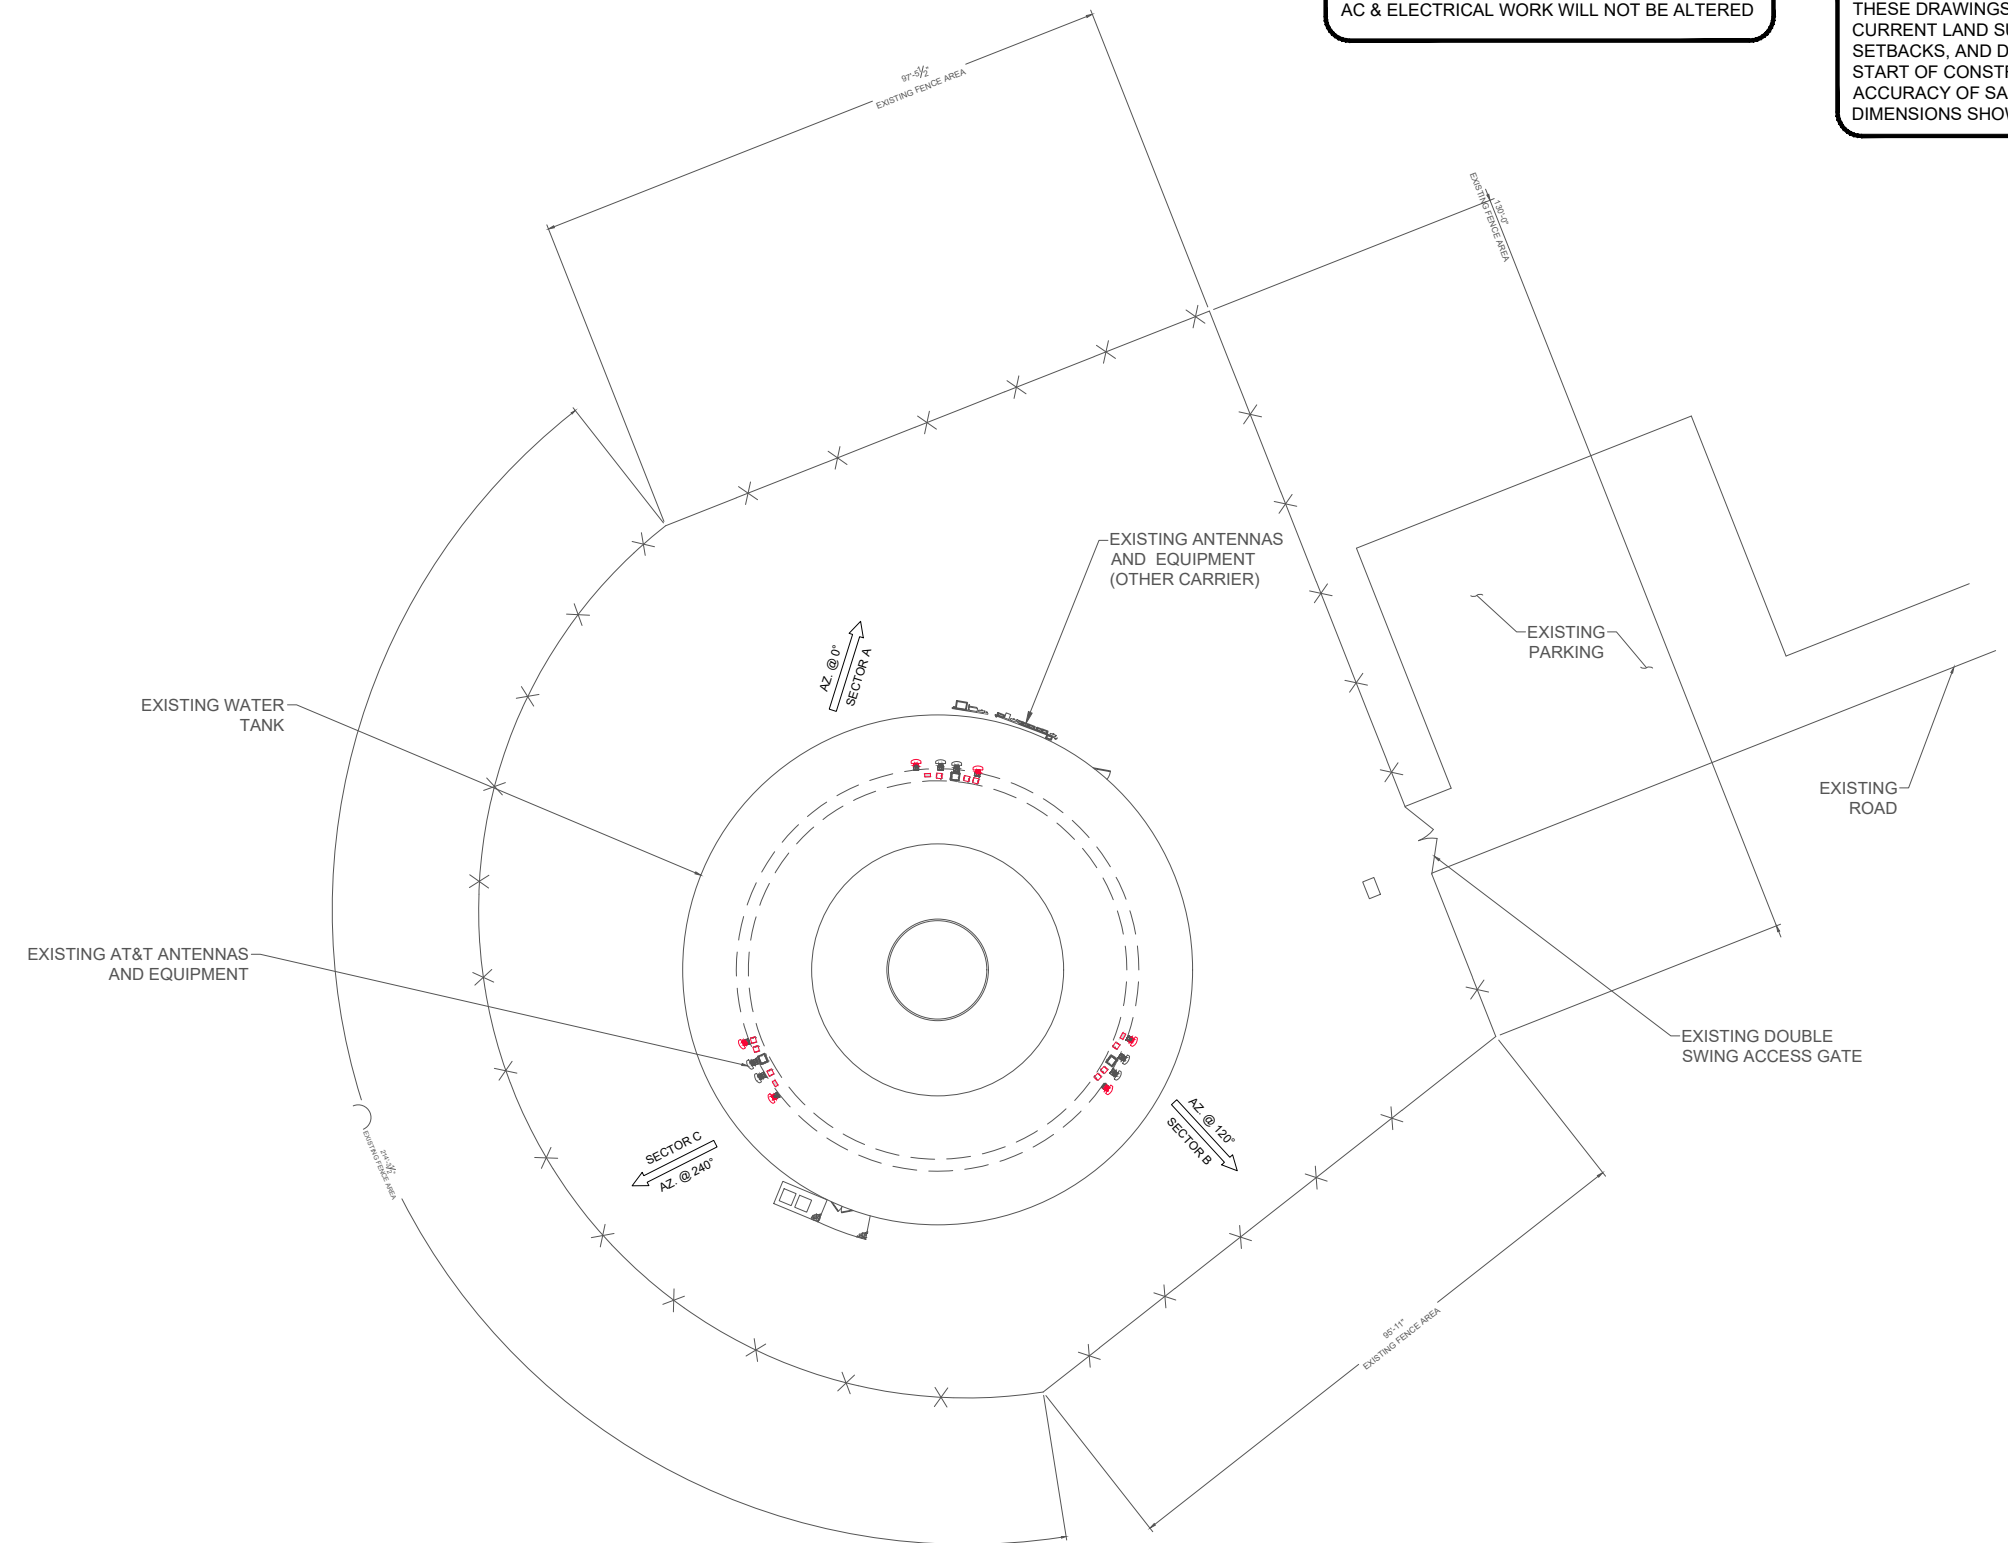 AC & ELECTRICAL WORK WILL NOT BE ALTERED
THESE DRAWINGS
CURRENT LAND SU
SETBACKS, AND D
START OF CONSTR
ACCURACY OF SA
DIMENSIONS SHOW
97'-5½"
EXISTING FENCE AREA
130'-0"
EXISTING FENCE AREA
EXISTING ANTENNAS
AND EQUIPMENT
(OTHER CARRIER)
EXISTING
PARKING
AZ. @ 0°
SECTOR A
EXISTING WATER
TANK
EXISTING
ROAD
EXISTING AT&T ANTENNAS
AND EQUIPMENT
EXISTING DOUBLE
SWING ACCESS GATE
AZ. @ 120°
SECTOR B
SECTOR C
AZ. @ 240°
EXISTING FENCE AREA
95'-11"
EXISTING FENCE AREA